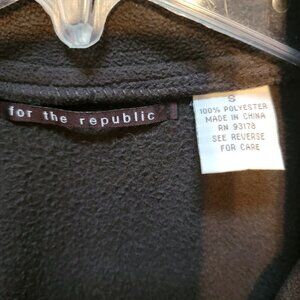 for the republic
S
100% POLYESTER
MADE IN CHINA
RN 93178
SEE REVERSE
FOR CARE